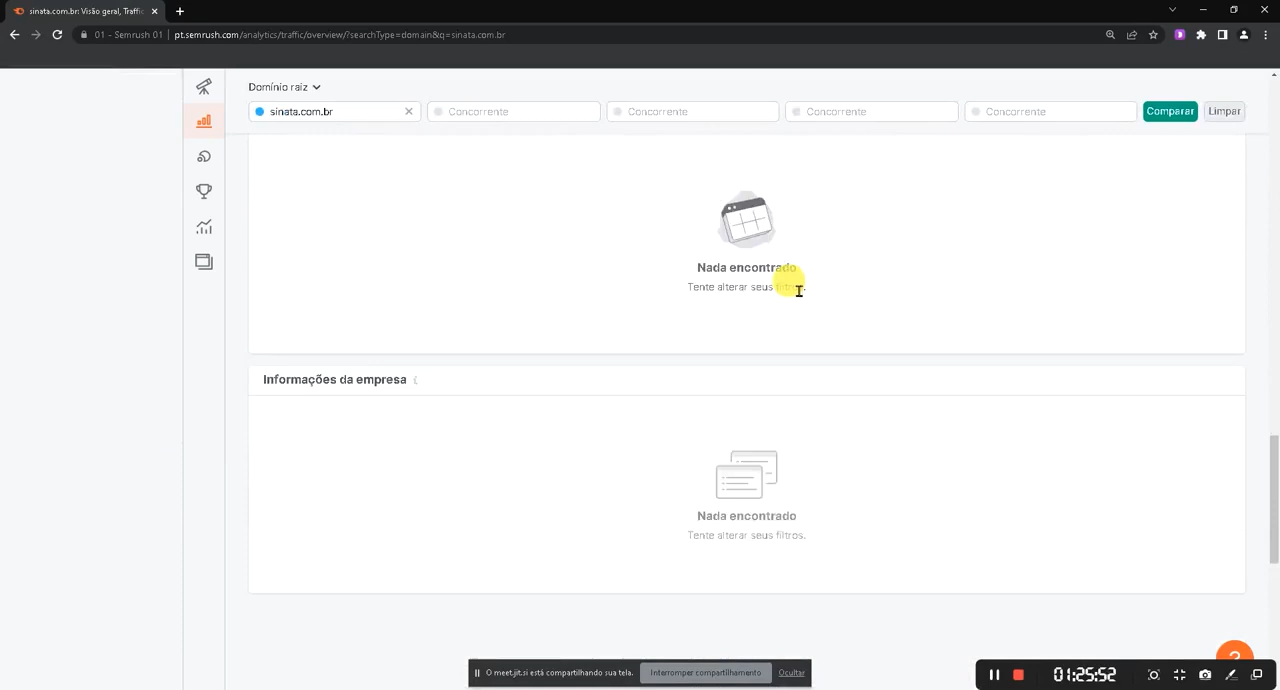 sinata.com.br: Visão geral, Traffic
01 - Semrush 01 | pt.semrush.com/analytics/traffic/overview/?searchType=domain&q=sinata.com.br
Domínio raiz
sinata.com.br
Concorrente
Concorrente
Concorrente
Concorrente
Comparar
Limpar
Nada encontrado
Tente alterar seus filtros.
Informações da empresa
Nada encontrado
Tente alterar seus filtros.
?
O meet.jit.si está compartilhando sua tela.
Interromper compartilhamento
Ocultar
01:25:52